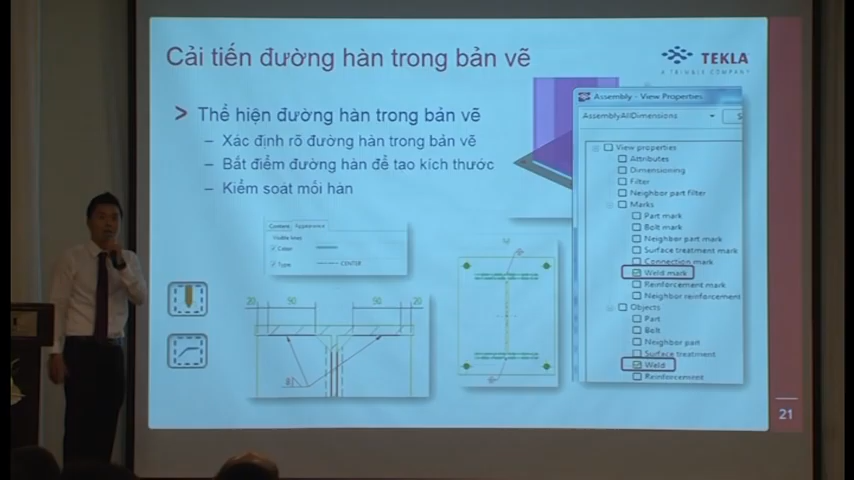 Cải tiến đường hàn trong bản vẽ
TEKLA
A TRIMBLE COMPANY
> Thể hiện đường hàn trong bản vẽ
– Xác định rõ đường hàn trong bản vẽ
– Bắt điểm đường hàn để tao kích thước
– Kiểm soát mối hàn
Assembly - View Properties
AssemblyAllDimensions
View properties
Attributes
Dimensioning
Filter
Neighbor part filter
Marks
Part mark
Bolt mark
Neighbor part mark
Surface treatment mark
Connection mark
Weld mark
Reinforcement mark
Neighbor reinforcement
Objects
Part
Bolt
Neighbor part
Surface treatment
Weld
Reinforcement
Content Appearance
Visible lines
Color
Type CENTER
20 90 90 20
21